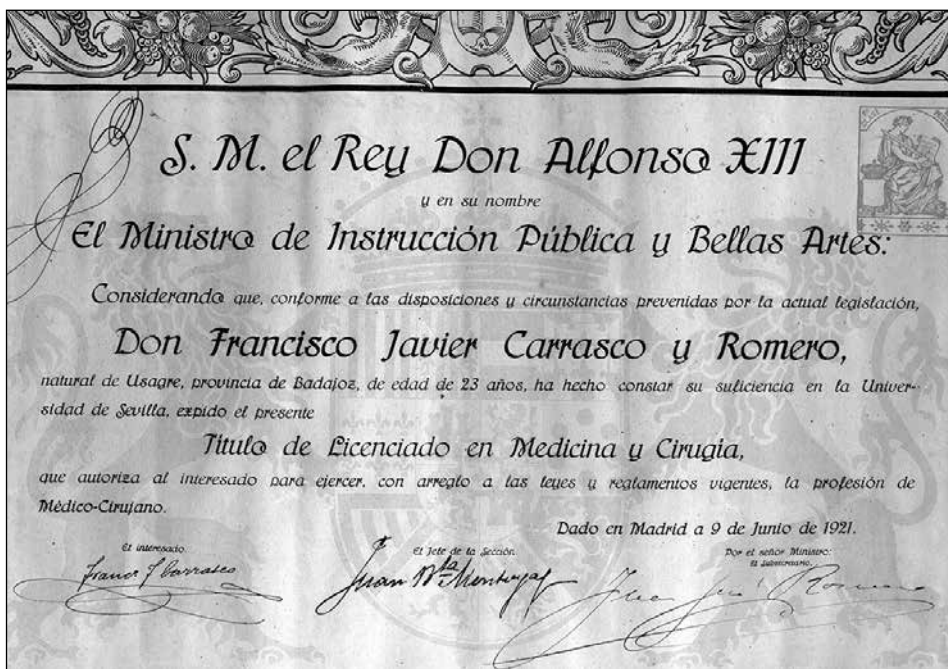 S. M. el Rey Don Alfonso XIII
y en su nombre
El Ministro de Instrucción Pública y Bellas Artes:
Considerando que, conforme a las disposiciones y circunstancias prevenidas por la actual legislación,
Don Francisco Javier Carrasco y Romero,
natural de Usagre, provincia de Badajoz, de edad de 23 años, ha hecho constar su suficiencia en la Univer-
sidad de Sevilla, expido el presente
Título de Licenciado en Medicina y Cirugía,
que autoriza al interesado para ejercer, con arreglo a las leyes y reglamentos vigentes, la profesión de
Médico-Cirujano.
Dado en Madrid a 9 de Junio de 1921.
El interesado.
El Jefe de la Sección
Por el señor Ministro:
El Subsecretario.
Franco J Carrasco
Juan
Romero